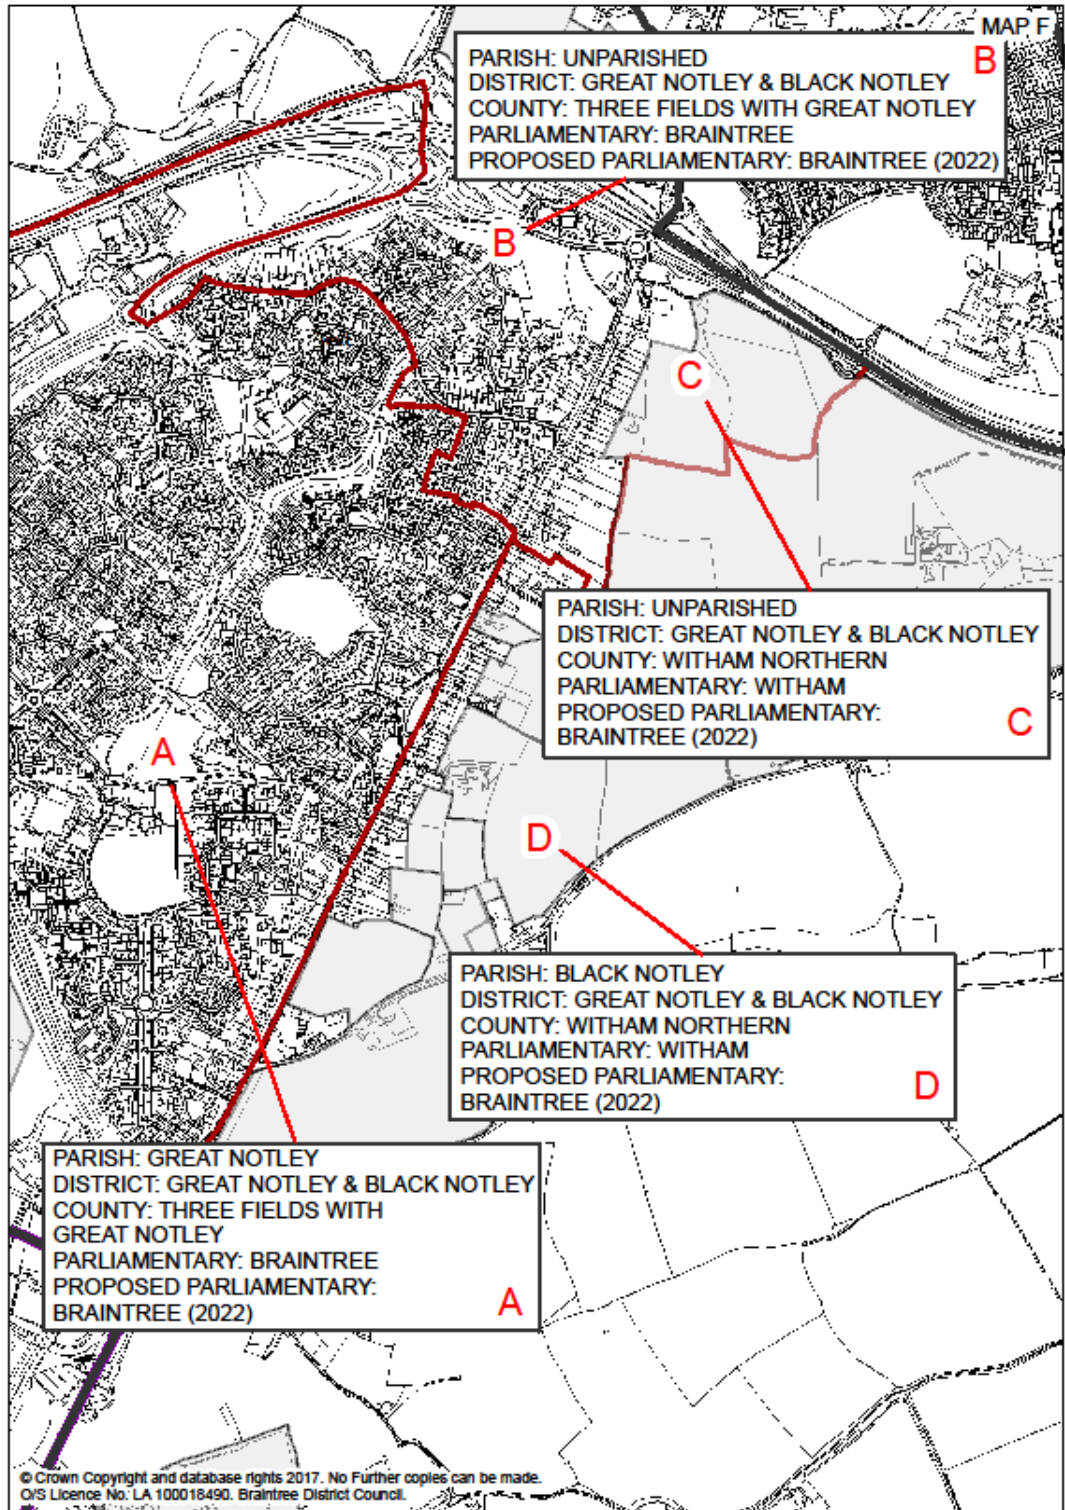 MAP F
PARISH: UNPARISHED
B
DISTRICT: GREAT NOTLEY & BLACK NOTLEY
COUNTY: THREE FIELDS WITH GREAT NOTLEY
PARLIAMENTARY: BRAINTREE
PROPOSED PARLIAMENTARY: BRAINTREE (2022)
B
C
PARISH: UNPARISHED
DISTRICT: GREAT NOTLEY & BLACK NOTLEY
COUNTY: WITHAM NORTHERN
PARLIAMENTARY: WITHAM
PROPOSED PARLIAMENTARY:
BRAINTREE (2022)
C
A
D
PARISH: BLACK NOTLEY
DISTRICT: GREAT NOTLEY & BLACK NOTLEY
COUNTY: WITHAM NORTHERN
PARLIAMENTARY: WITHAM
PROPOSED PARLIAMENTARY:
BRAINTREE (2022)
D
PARISH: GREAT NOTLEY
DISTRICT: GREAT NOTLEY & BLACK NOTLEY
COUNTY: THREE FIELDS WITH
GREAT NOTLEY
PARLIAMENTARY: BRAINTREE
PROPOSED PARLIAMENTARY:
BRAINTREE (2022)
A
© Crown Copyright and database rights 2017. No Further copies can be made.
O/S Licence No. LA 100018490. Braintree District Council.